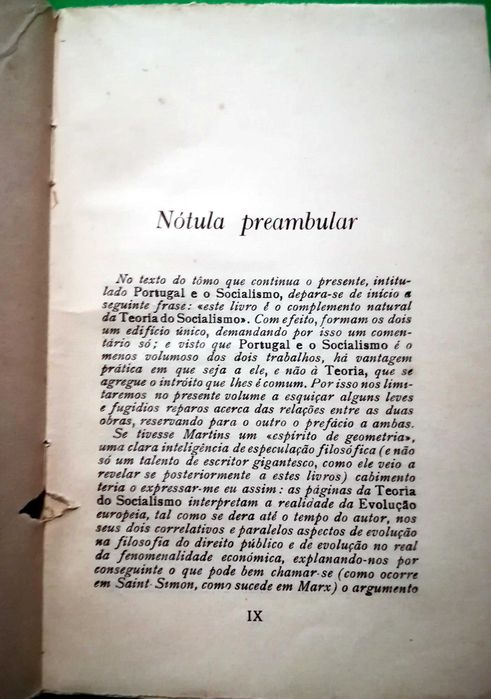 Nótula preambular
No texto do tômo que continua o presente, intitu-
lado Portugal e o Socialismo, depara-se de início a
seguinte frase: «este livro é o complemento natural
da Teoria do Socialismo». Com efeito, formam os dois
um edifício único, demandando por isso um comen-
tário só; e visto que Portugal e o Socialismo é o
menos volumoso dos dois trabalhos, há vantagem
prática em que seja a ele, e não à Teoria, que se
agregue o intróito que lhes é comum. Por isso nos limi-
taremos no presente volume a esquiçar alguns leves
e fugidios reparos acerca das relações entre as duas
obras, reservando para o outro o prefácio a ambas.
Se tivesse Martins um «espírito de geometria»,
uma clara inteligência de especulação filosófica (e não
só um talento de escritor gigantesco, como ele veio a
revelar se posteriormente a estes livros) cabimento
teria o expressar-me eu assim: as páginas da Teoria
do Socialismo interpretam a realidade da Evolução
europeia, tal como se dera até o tempo do autor, nos
seus dois correlativos e paralelos aspectos de evolução
na filosofia do direito público e de evolução no real
da fenomenalidade económica, explanando-nos por
conseguinte o que pode bem chamar-se (como ocorre
em Saint-Simon, como sucede em Marx) o argumento
IX